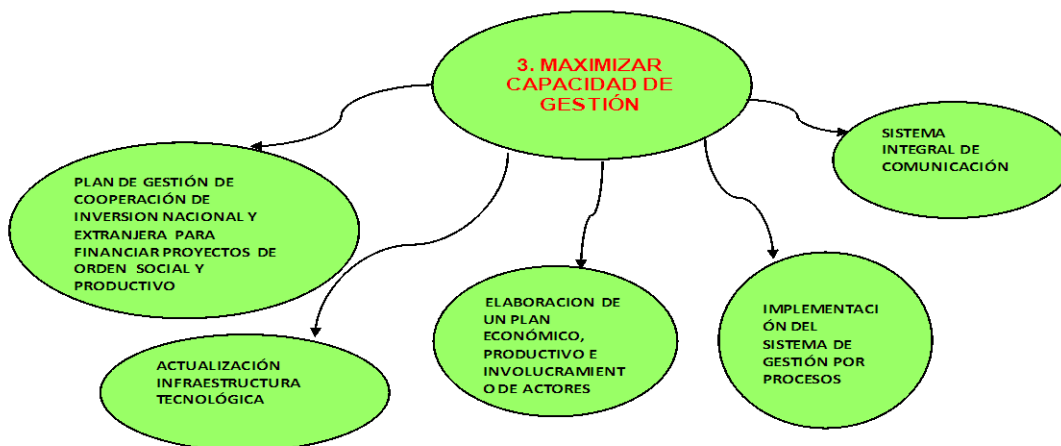 3. MAXIMIZAR
CAPACIDAD DE
GESTIÓN
SISTEMA
INTEGRAL DE
COMUNICACIÓN
PLAN DE GESTIÓN DE
COOPERACIÓN DE
INVERSION NACIONAL Y
EXTRANJERA PARA
FINANCIAR PROYECTOS DE
ORDEN SOCIAL Y
PRODUCTIVO
ACTUALIZACIÓN
INFRAESTRUCTURA
TECNOLÓGICA
ELABORACION DE
UN PLAN
ECONÓMICO,
PRODUCTIVO E
INVOLUCRAMIENT
O DE ACTORES
IMPLEMENTACI
ÓN DEL
SISTEMA DE
GESTIÓN POR
PROCESOS